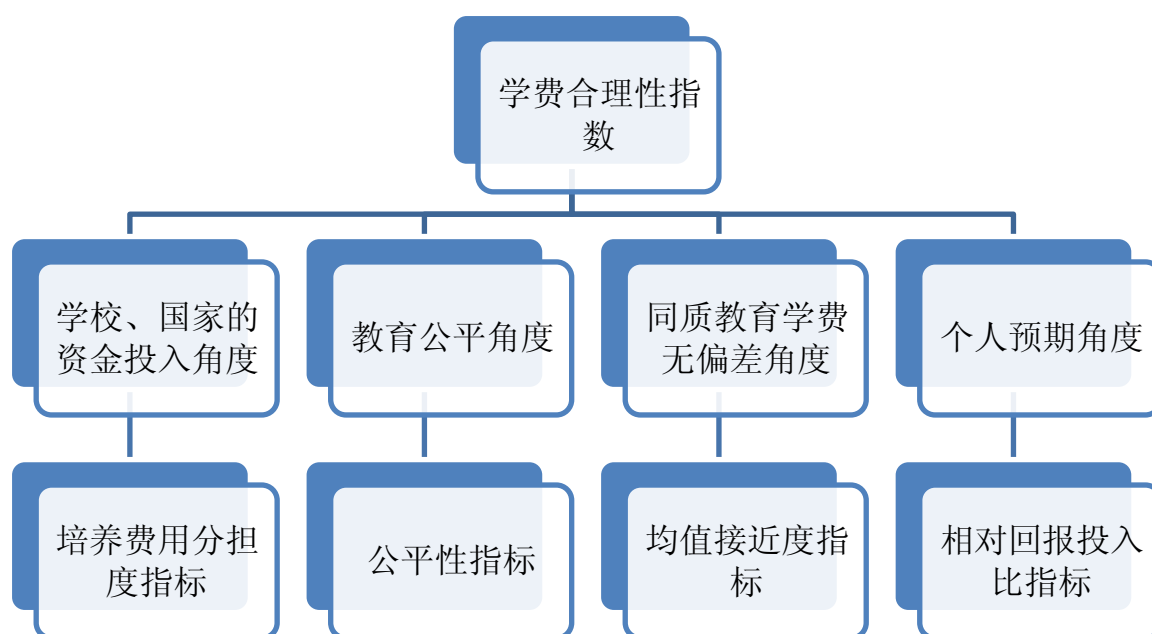 学费合理性指
数
学校、国家的
资金投入角度
教育公平角度
同质教育学费
无偏差角度
个人预期角度
培养费用分担
度指标
公平性指标
均值接近度指
标
相对回报投入
比指标